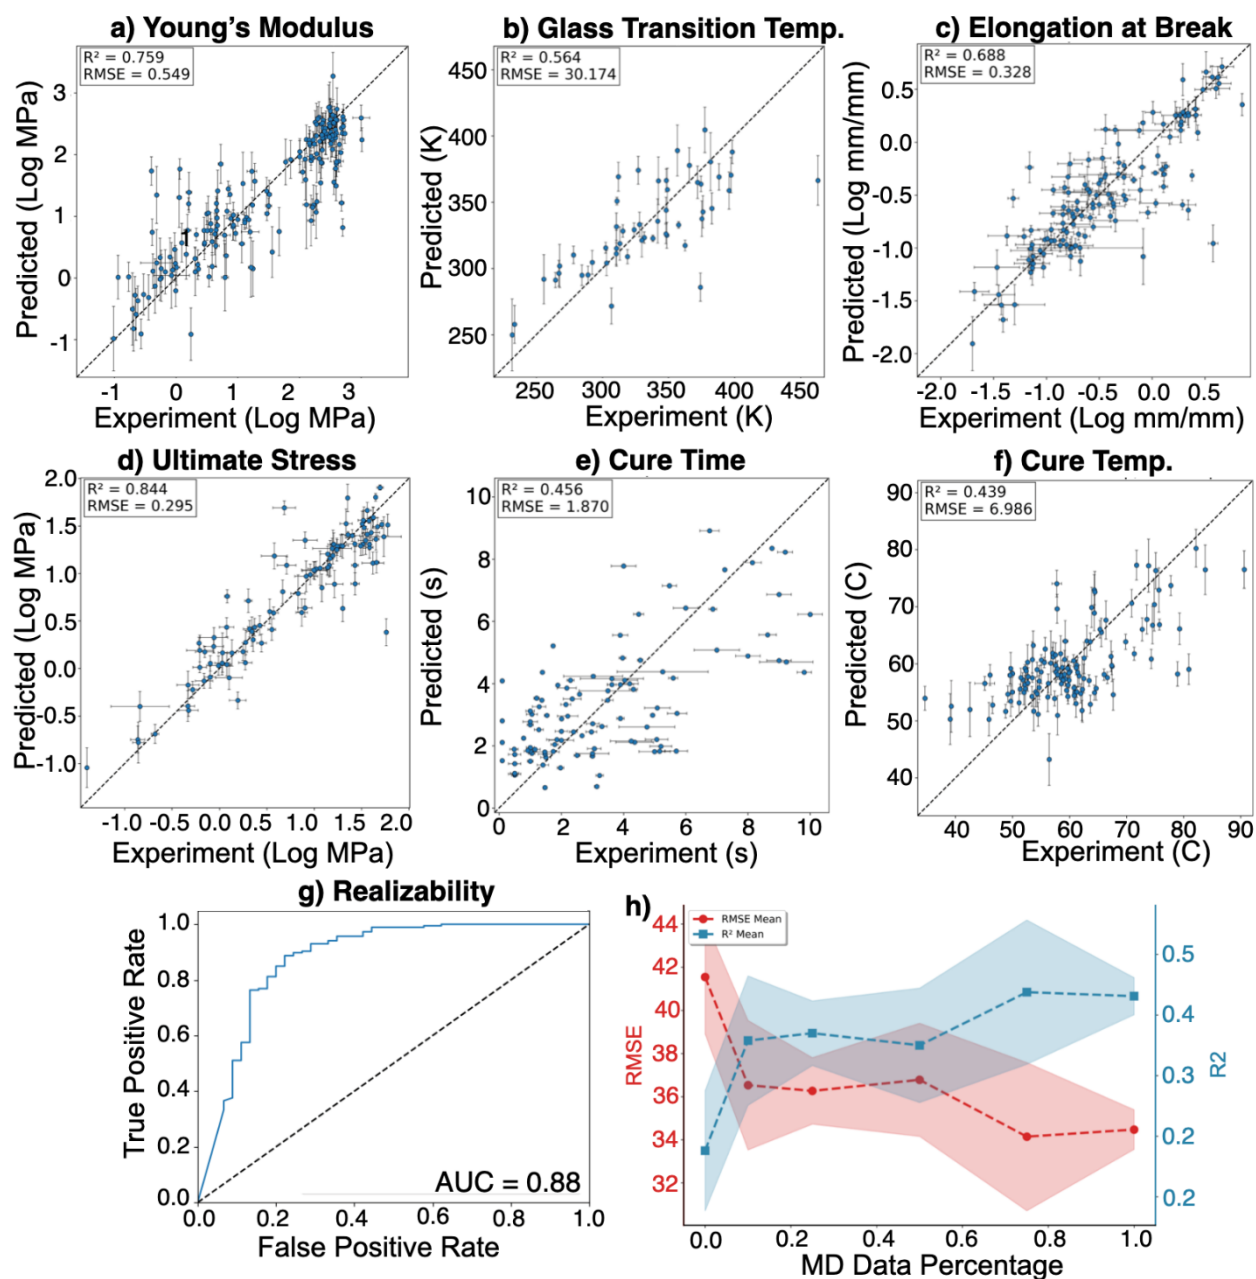 a) Young's Modulus
R² = 0.759
RMSE = 0.549
3
2
1
0
-1
1
-1 0 1 2 3
Predicted (Log MPa)
Experiment (Log MPa)
b) Glass Transition Temp.
R² = 0.564
RMSE = 30.174
450
400
350
300
250
250 300 350 400 450
Predicted (K)
Experiment (K)
c) Elongation at Break
R² = 0.688
RMSE = 0.328
0.5
0.0
-0.5
-1.0
-1.5
-2.0
-2.0 -1.5 -1.0 -0.5 0.0 0.5
Predicted (Log mm/mm)
Experiment (Log mm/mm)
d) Ultimate Stress
R² = 0.844
RMSE = 0.295
2.0
1.5
1.0
0.5
0.0
-0.5
-1.0
-1.0 -0.5 0.0 0.5 1.0 1.5 2.0
Predicted (Log MPa)
Experiment (Log MPa)
e) Cure Time
R² = 0.456
RMSE = 1.870
10
8
6
4
2
0
0 2 4 6 8 10
Predicted (s)
Experiment (s)
f) Cure Temp.
R² = 0.439
RMSE = 6.986
90
80
70
60
50
40
40 50 60 70 80 90
Predicted (C)
Experiment (C)
g) Realizability
1.0
0.8
0.6
0.4
0.2
0.0
0.0 0.2 0.4 0.6 0.8 1.0
True Positive Rate
False Positive Rate
AUC = 0.88
h)
RMSE Mean
R² Mean
44
42
40
38
36
34
32
RMSE
0.5
0.4
0.3
0.2
0.2
R2
0.0 0.2 0.4 0.6 0.8 1.0
MD Data Percentage